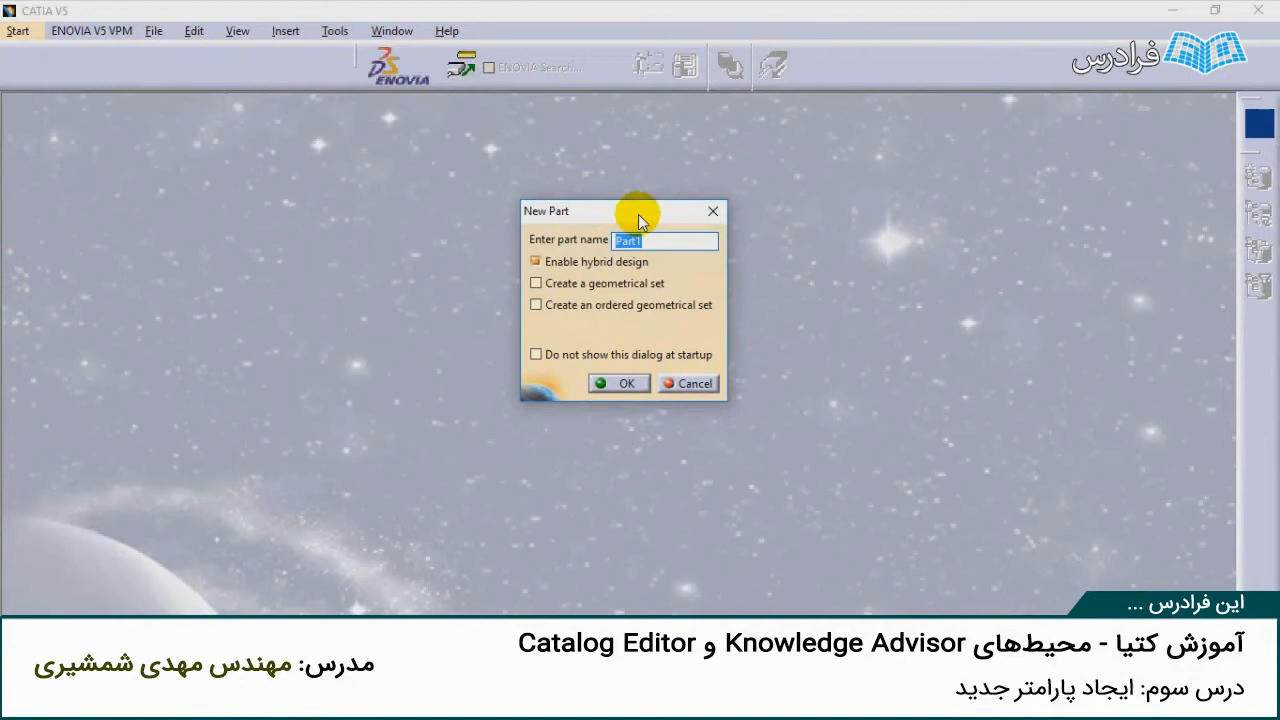 CATIA V5
Start ENOVIA V5 VPM File Edit View Insert Tools Window Help
ENOVIA
ENOVIA Search...
فرادرس
New Part
Enter part name Part1
Enable hybrid design
Create a geometrical set
Create an ordered geometrical set
Do not show this dialog at startup
OK Cancel
این فرادرس ...
آموزش کتیا - محیط‌های Knowledge Advisor و Catalog Editor
مدرس: مهندس مهدی شمشیری
درس سوم: ایجاد پارامتر جدید